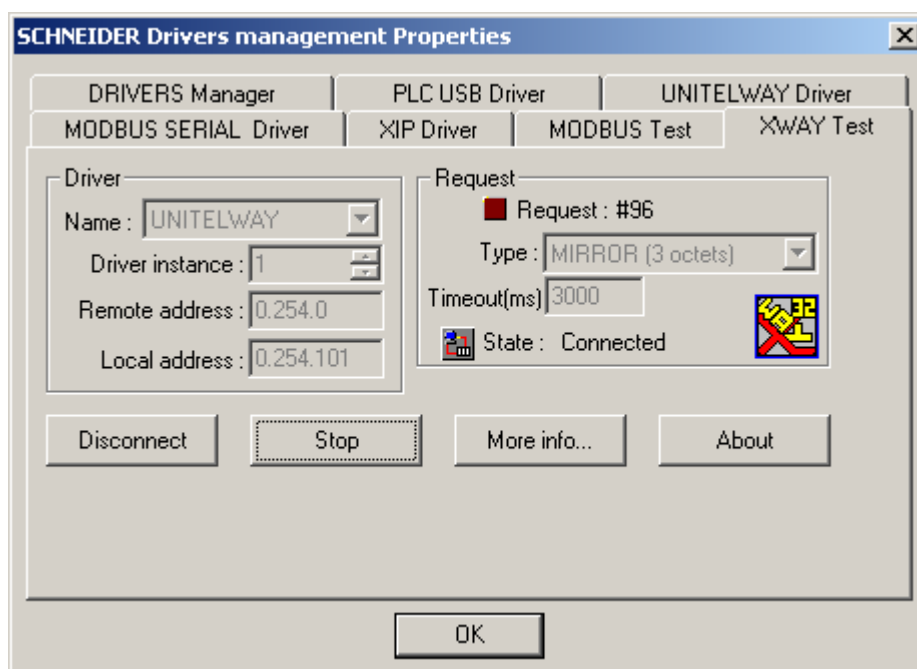 SCHNEIDER Drivers management Properties
DRIVERS Manager
PLC USB Driver
UNITELWAY Driver
MODBUS SERIAL Driver
XIP Driver
MODBUS Test
XWAY Test
Driver
Name : UNITELWAY
Driver instance : 1
Remote address : 0.254.0
Local address : 0.254.101
Request
Request : #96
Type : MIRROR (3 octets)
Timeout(ms) 3000
State : Connected
Disconnect
Stop
More info...
About
OK